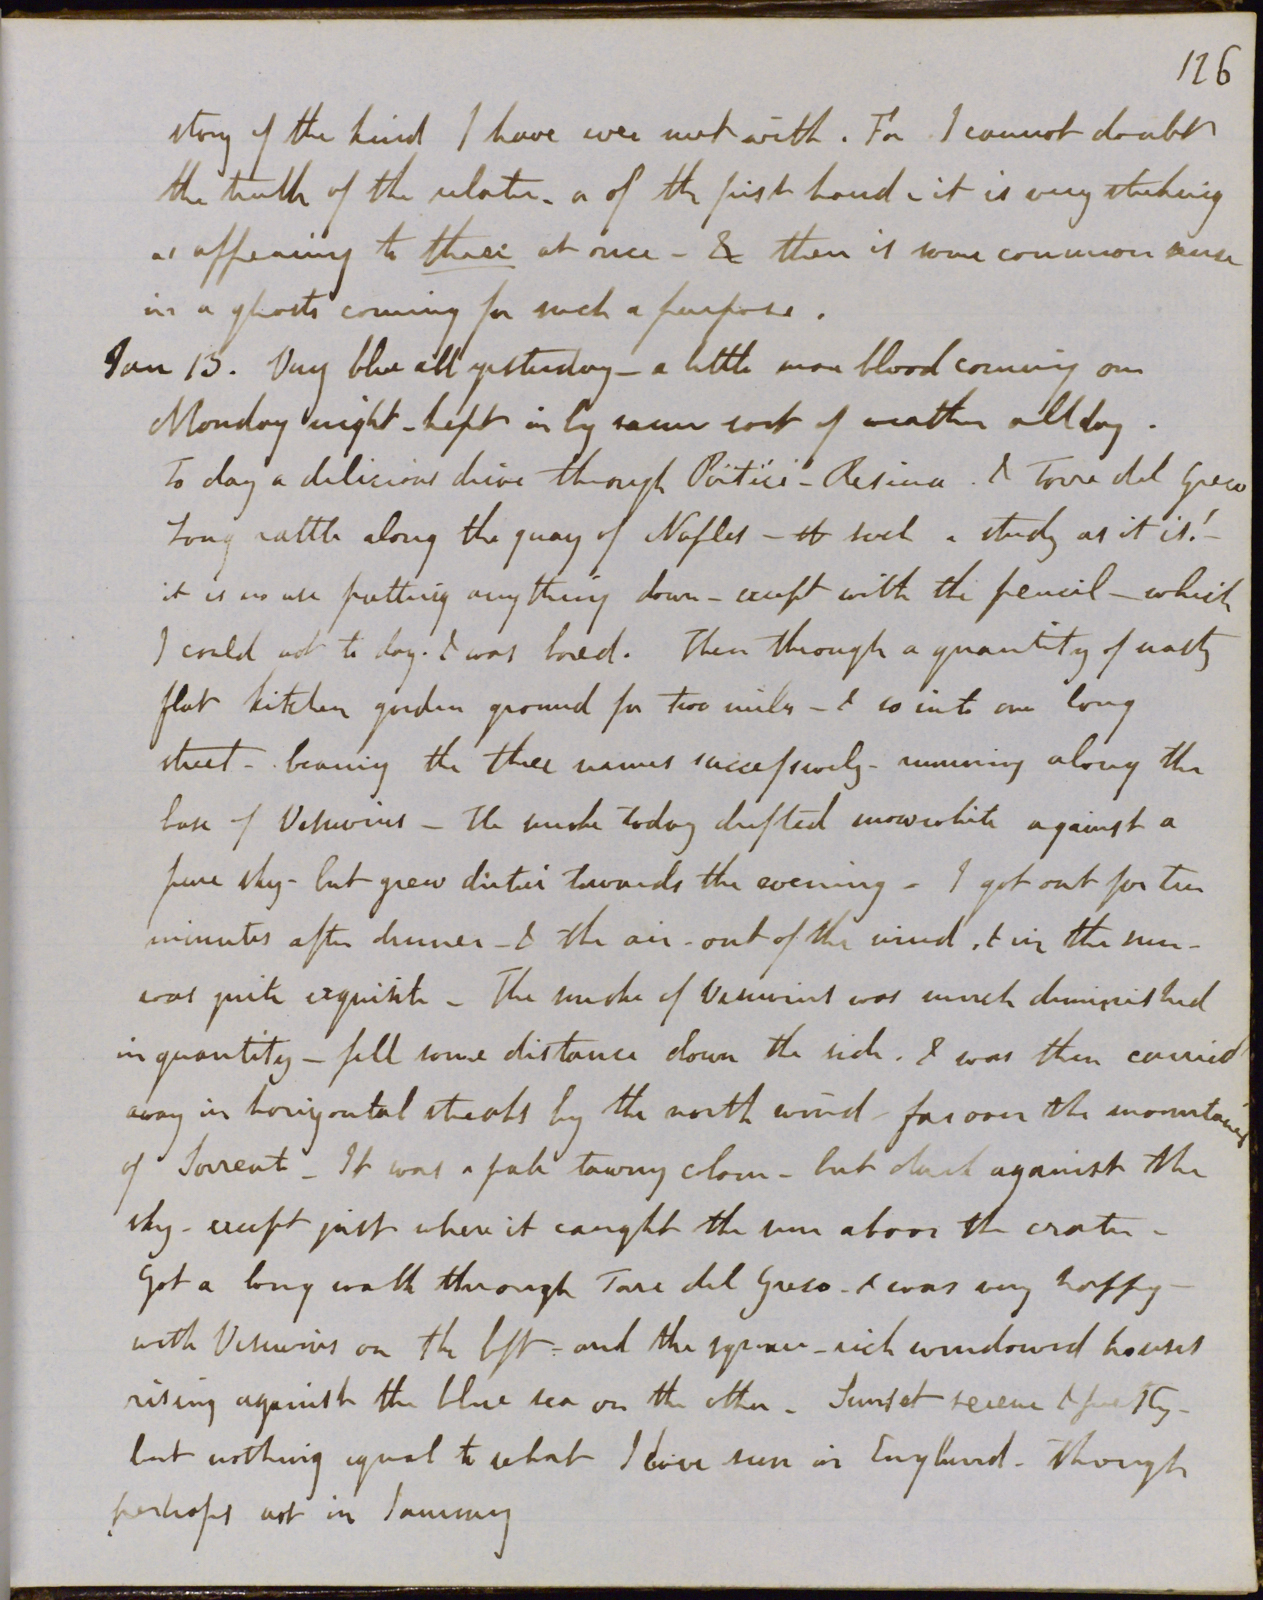 126
story of the kind I have ever met with. For I cannot doubt
the truth of the relater - or of the first hand - it is very striking
as appearing to three at once - & there is some common sense
in a ghosts coming for such a purpose.
Jan 13. Very blue all yesterday - a little more blood coming on
Monday night - kept in by same sort of weather all day.
To day a delicious drive through Portici - Resina. & Torre del Greco
Long rattle along the quay of Naples - & such a study as it is! -
it is no use putting anything down - except with the pencil - which
I could not to day. & was bored. Then through a quantity of nasty
flat kitchen garden ground for two miles - & so into one long
street - bearing the three names successively - running along the
base of Vesuvius - the smoke today drifted snowwhite against a
pure sky - but grew dirtier towards the evening - I got out for ten
minutes after dinner - & the air - out of the wind, & in the sun -
was quite exquisite - The smoke of Vesuvius was much diminished
in quantity - fell some distance down the side. & was then carried
away in horizontal streaks by the north wind - far over the mountains
of Sorrent - It was a pale tawny colour - but dark against the
sky - except just where it caught the sun above the crater -
Got a long walk through Torre del Greco - & was very happy -
with Vesuvius on the left - and the square - rich windowed houses
rising against the blue sea on the other - Sunset serene & pretty -
but nothing equal to what I have seen in England - though
perhaps not in January